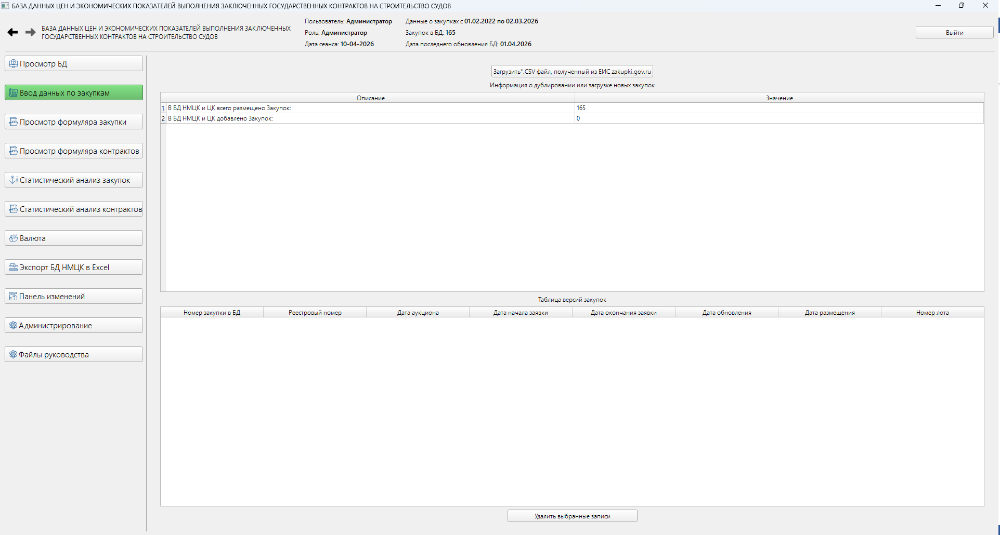 БАЗА ДАННЫХ ЦЕН И ЭКОНОМИЧЕСКИХ ПОКАЗАТЕЛЕЙ ВЫПОЛНЕНИЯ ЗАКЛЮЧЕННЫХ ГОСУДАРСТВЕННЫХ КОНТРАКТОВ НА СТРОИТЕЛЬСТВО СУДОВ
БАЗА ДАННЫХ ЦЕН И ЭКОНОМИЧЕСКИХ ПОКАЗАТЕЛЕЙ ВЫПОЛНЕНИЯ ЗАКЛЮЧЕННЫХ
ГОСУДАРСТВЕННЫХ КОНТРАКТОВ НА СТРОИТЕЛЬСТВО СУДОВ
Пользователь: Администратор
Роль: Администратор
Дата сеанса: 10-04-2026
Данные о закупках с 01.02.2022 по 02.03.2026
Закупок в БД: 165
Дата последнего обновления БД: 01.04.2026
Выйти
Просмотр БД
Ввод данных по закупкам
Просмотр формуляра закупки
Просмотр формуляра контрактов
Статистический анализ закупок
Статистический анализ контрактов
Валюта
Экспорт БД НМЦК в Excel
Панель изменений
Администрирование
Файлы руководства
Загрузить*.CSV файл, полученный из ЕИС zakupki.gov.ru
Информация о дублировании или загрузке новых закупок
Описание Значение
1 В БД НМЦК и ЦК всего размещено Закупок: 165
2 В БД НМЦК и ЦК добавлено Закупок: 0
Таблица версий закупок
Номер закупки в БД Реестровый номер Дата аукциона Дата начала заявки Дата окончания заявки Дата обновления Дата размещения Номер лота
Удалить выбранные записи